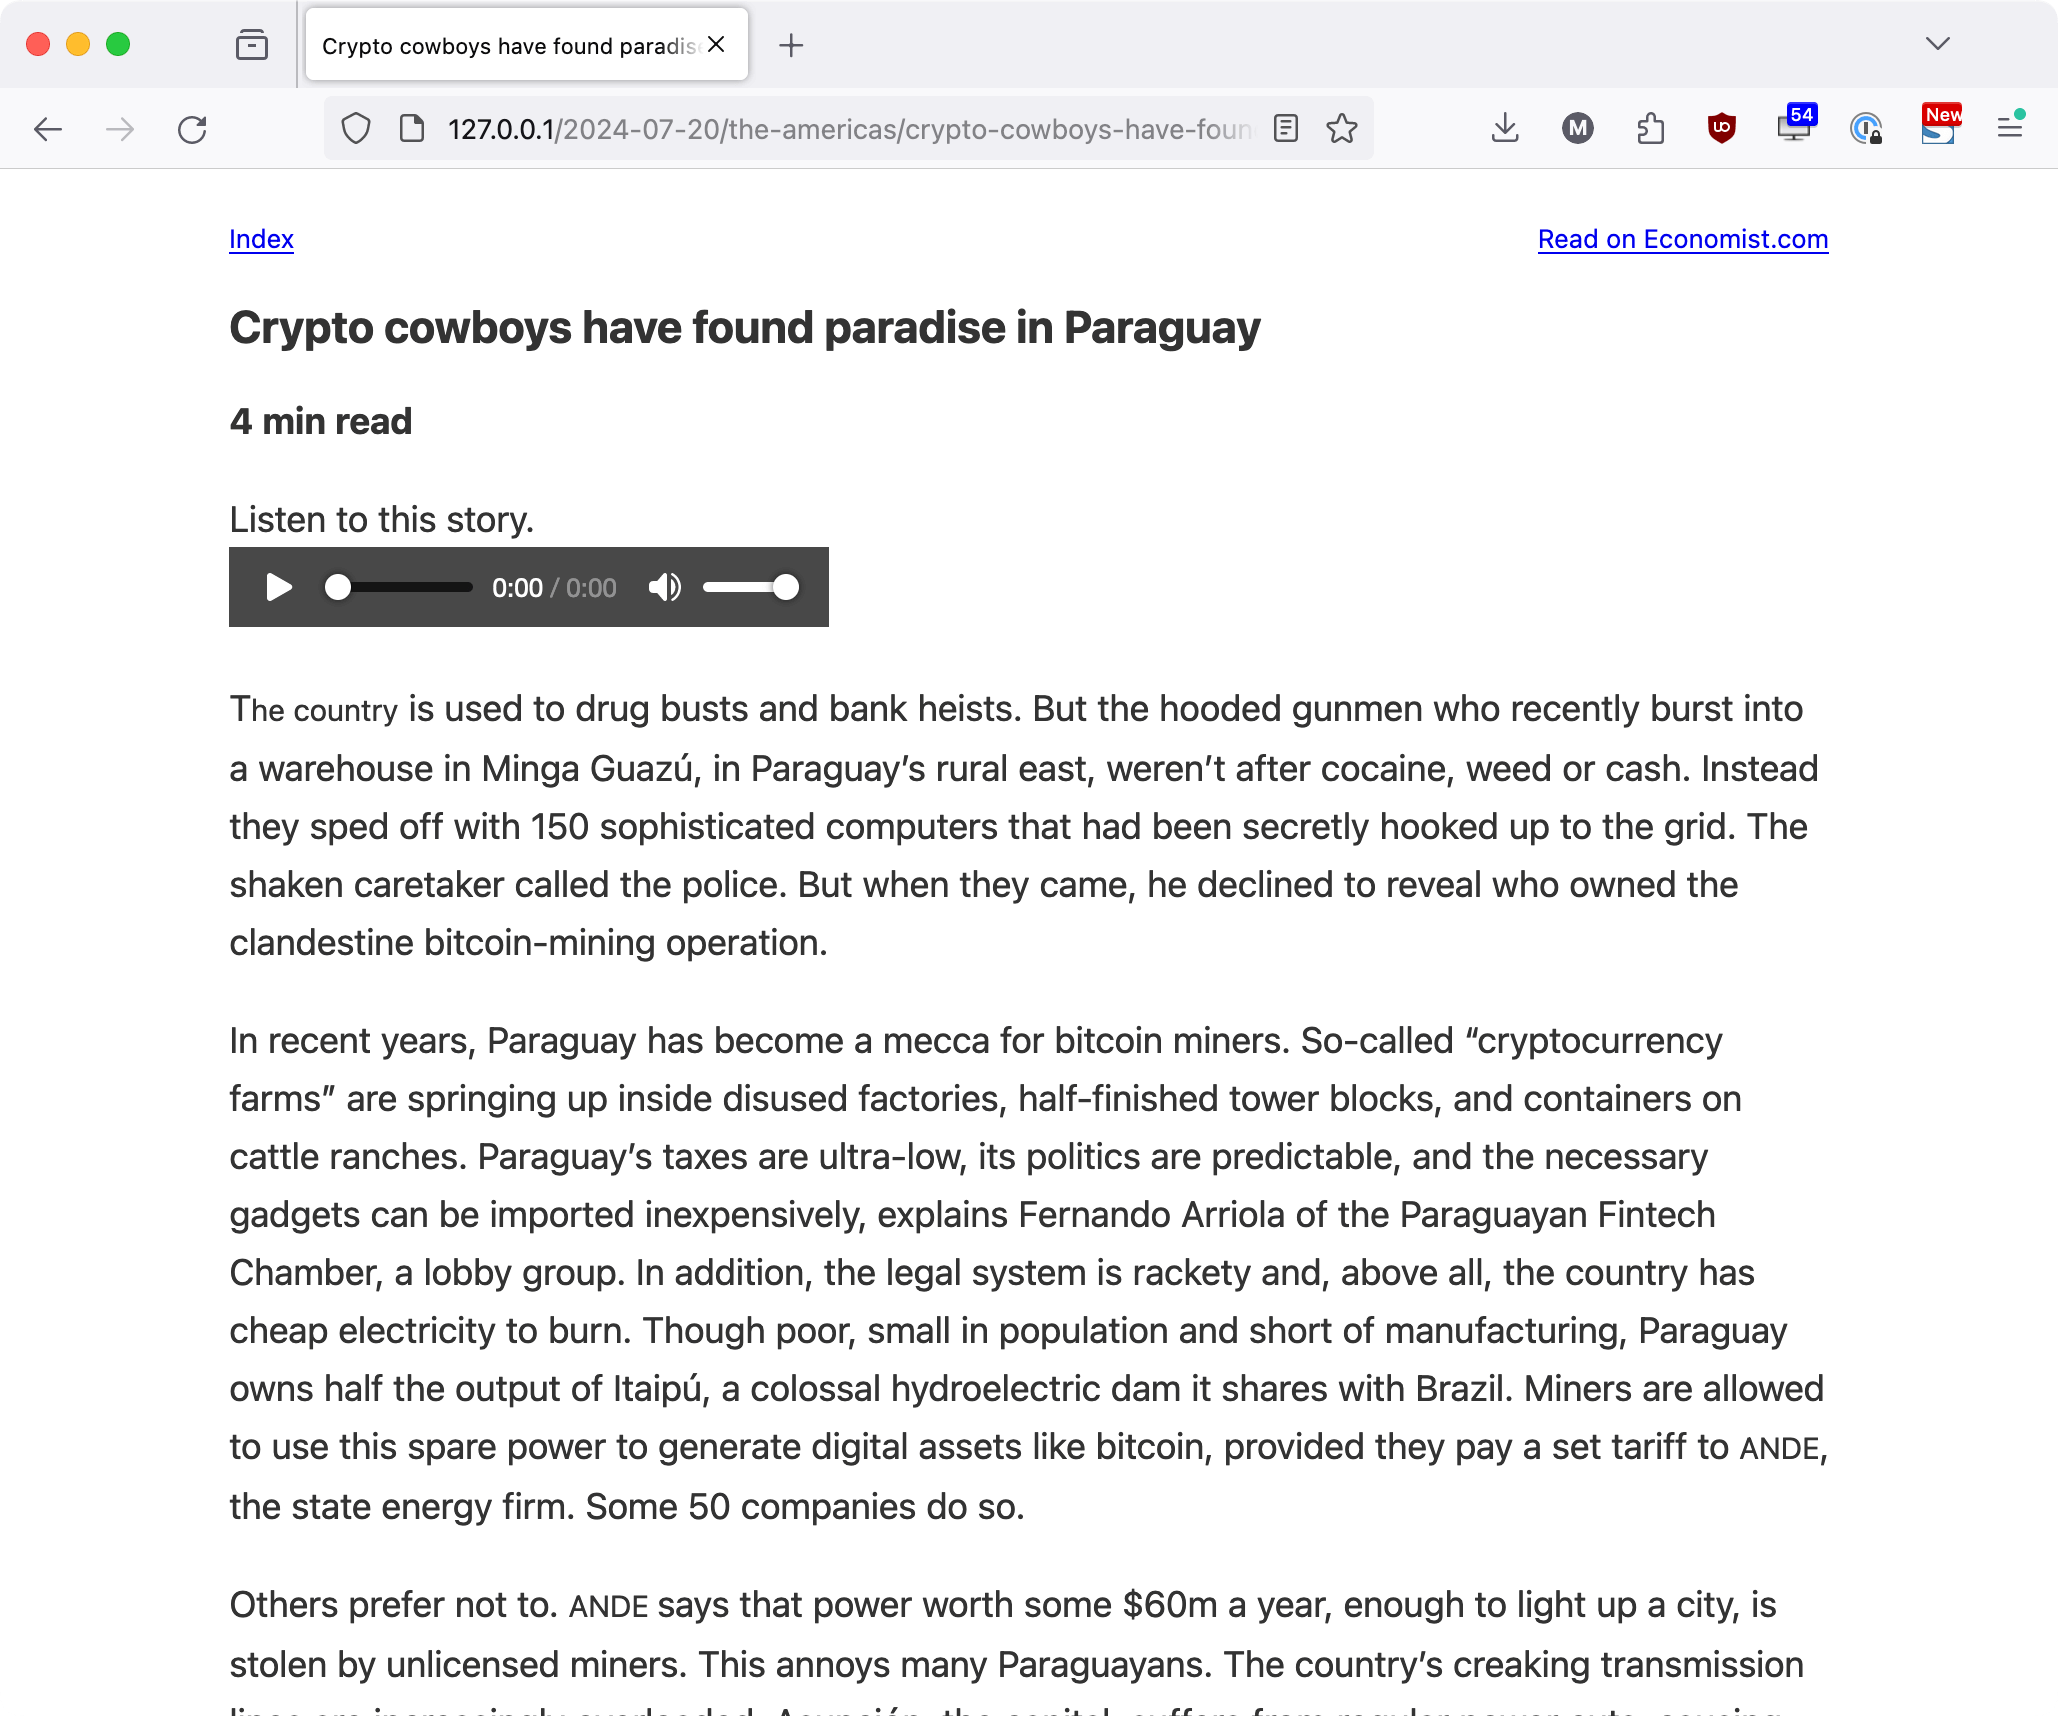 Crypto cowboys have found paradis
127.0.0.1/2024-07-20/the-americas/crypto-cowboys-have-foun
M
UO
54
New
Index
Read on Economist.com
Crypto cowboys have found paradise in Paraguay
4 min read
Listen to this story.
0:00 / 0:00
The country is used to drug busts and bank heists. But the hooded gunmen who recently burst into
a warehouse in Minga Guazú, in Paraguay’s rural east, weren’t after cocaine, weed or cash. Instead
they sped off with 150 sophisticated computers that had been secretly hooked up to the grid. The
shaken caretaker called the police. But when they came, he declined to reveal who owned the
clandestine bitcoin-mining operation.
In recent years, Paraguay has become a mecca for bitcoin miners. So-called “cryptocurrency
farms” are springing up inside disused factories, half-finished tower blocks, and containers on
cattle ranches. Paraguay’s taxes are ultra-low, its politics are predictable, and the necessary
gadgets can be imported inexpensively, explains Fernando Arriola of the Paraguayan Fintech
Chamber, a lobby group. In addition, the legal system is rackety and, above all, the country has
cheap electricity to burn. Though poor, small in population and short of manufacturing, Paraguay
owns half the output of Itaipú, a colossal hydroelectric dam it shares with Brazil. Miners are allowed
to use this spare power to generate digital assets like bitcoin, provided they pay a set tariff to ANDE,
the state energy firm. Some 50 companies do so.
Others prefer not to. ANDE says that power worth some $60m a year, enough to light up a city, is
stolen by unlicensed miners. This annoys many Paraguayans. The country’s creaking transmission
lines are increasingly overloaded. Asunción, the capital, suffers from regular power cuts, causing